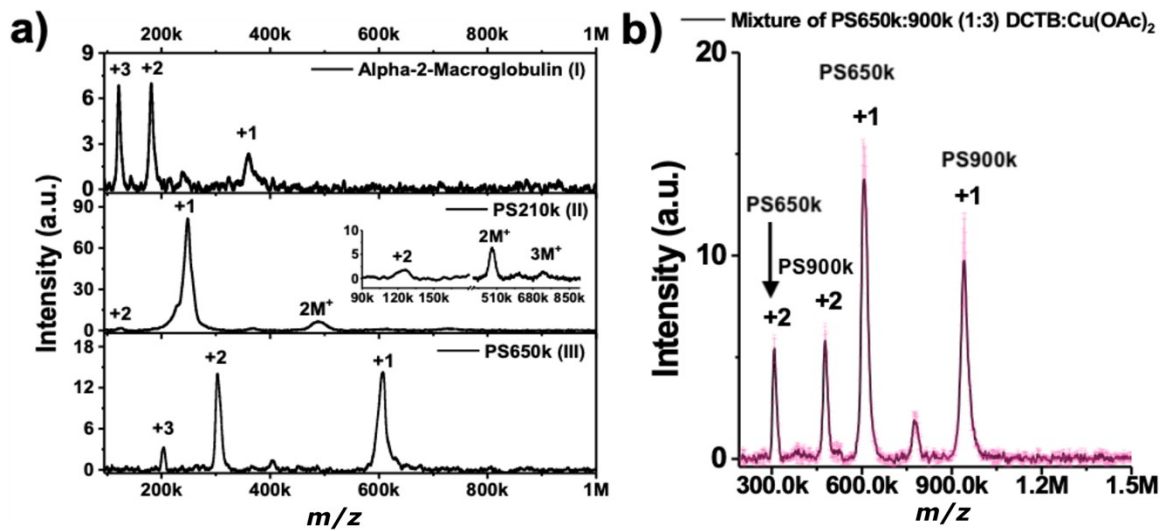 a)
200k 400k 600k 800k 1M
Alpha-2-Macroglobulin (I)
9
6
3
0
+3 +2
+1
PS210k (II)
90
60
30
0
+1
+2
2M⁺
10
5
0
+2
2M⁺
3M⁺
90k 120k 150k 510k 680k 850k
PS650k (III)
18
12
6
0
+3
+2
+1
Intensity (a.u.)
200k 400k 600k 800k 1M
m/z
b)
Mixture of PS650k:900k (1:3) DCTB:Cu(OAc)₂
20
10
0
PS650k
+1
PS900k
+1
PS650k
+2
PS900k
+2
Intensity (a.u.)
300.0k 600.0k 900.0k 1.2M 1.5M
m/z